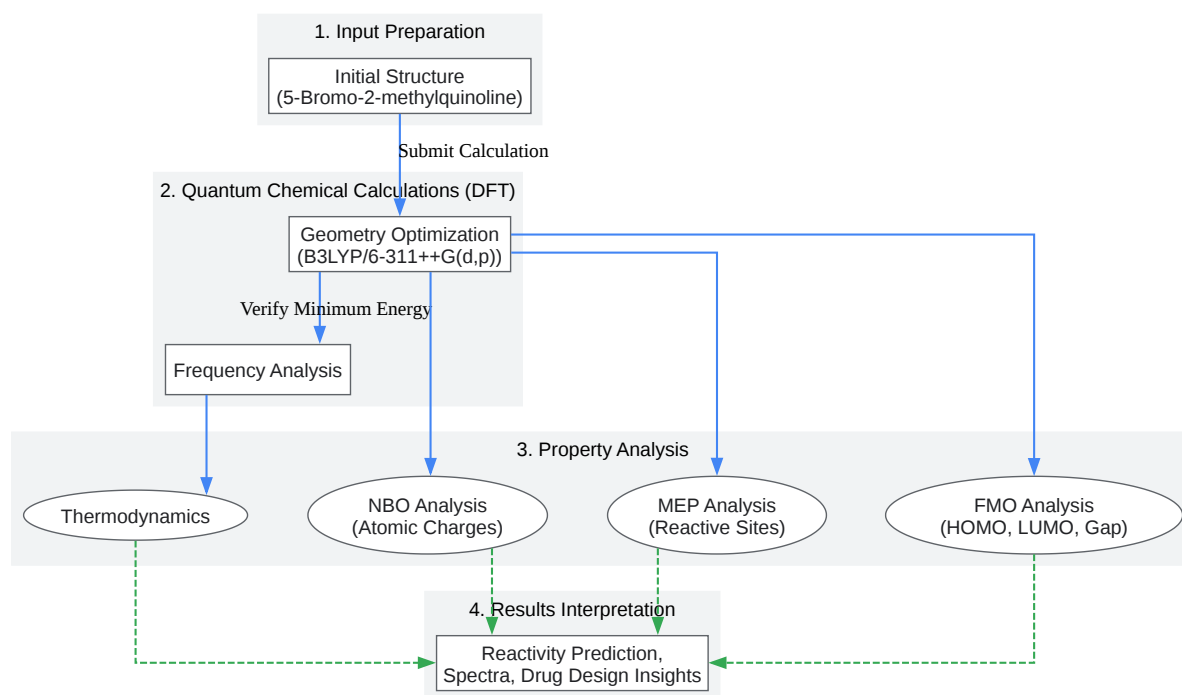 1. Input Preparation
Initial Structure
(5-Bromo-2-methylquinoline)
Submit Calculation
2. Quantum Chemical Calculations (DFT)
Geometry Optimization
(B3LYP/6-311++G(d,p))
Verify Minimum Energy
Frequency Analysis
3. Property Analysis
Thermodynamics
NBO Analysis
(Atomic Charges)
MEP Analysis
(Reactive Sites)
FMO Analysis
(HOMO, LUMO, Gap)
4. Results Interpretation
Reactivity Prediction,
Spectra, Drug Design Insights